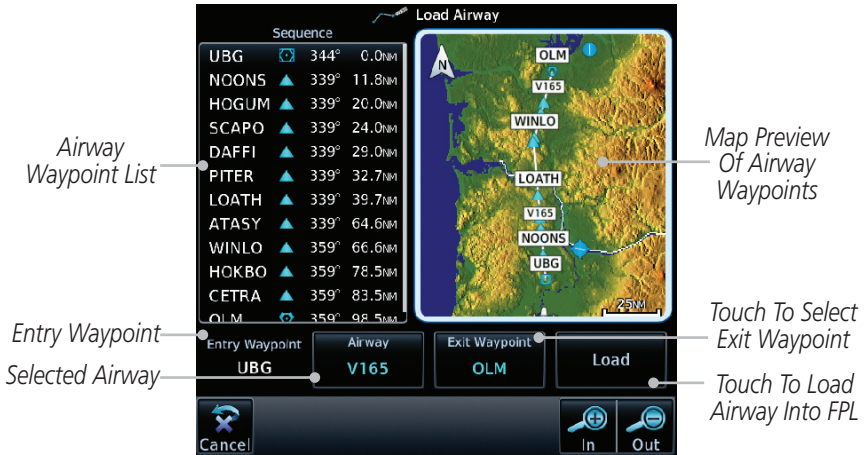 Load Airway
Sequence
UBG 344° 0.0NM
NOONS 339° 11.8NM
HOGUM 339° 20.0NM
SCAPO 339° 24.0NM
DAFFI 339° 29.0NM
PITER 339° 32.7NM
LOATH 339° 39.7NM
ATASY 339° 64.6NM
WINLO 359° 66.6NM
HOKBO 359° 78.5NM
CETRA 359° 83.5NM
OLM 359° 98.5NM
N
OLM
V165
WINLO
LOATH
V165
NOONS
UBG
25NM
Airway
Waypoint List
Map Preview
Of Airway
Waypoints
Entry Waypoint
Selected Airway
Touch To Select
Exit Waypoint
Touch To Load
Airway Into FPL
Entry Waypoint
UBG
Airway
V165
Exit Waypoint
OLM
Load
Cancel
In
Out